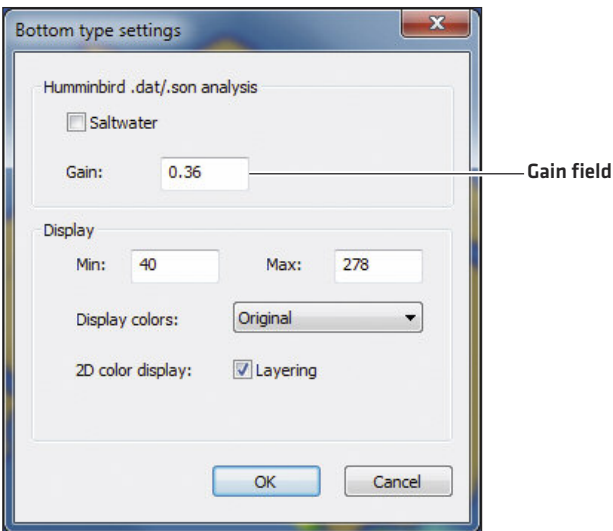 Bottom type settings
Humminbird .dat/.son analysis
Saltwater
Gain: 0.36
Gain field
Display
Min: 40 Max: 278
Display colors: Original
2D color display: Layering
OK Cancel